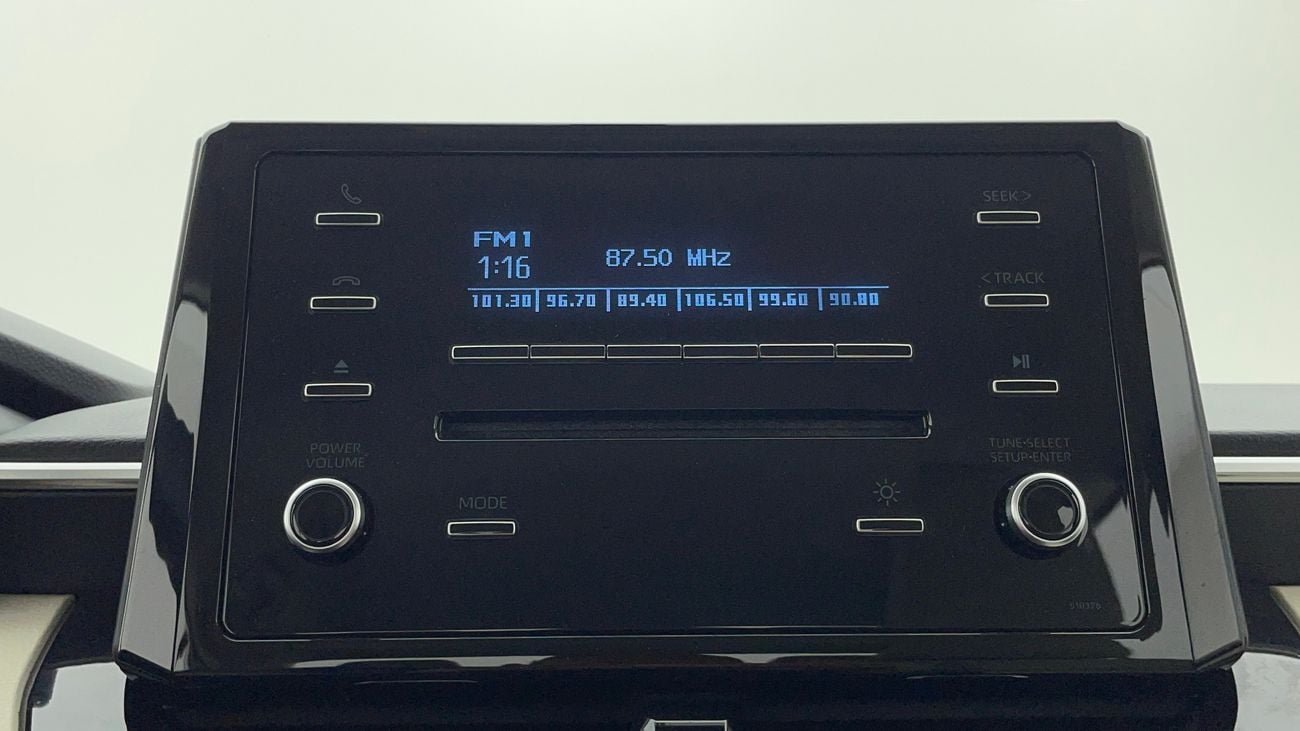 SEEK >
FM1
1:16
87.50 MHz
< TRACK
101.30 96.70 89.40 106.50 99.60 90.80
POWER
VOLUME
TUNE•SELECT
SETUP•ENTER
MODE